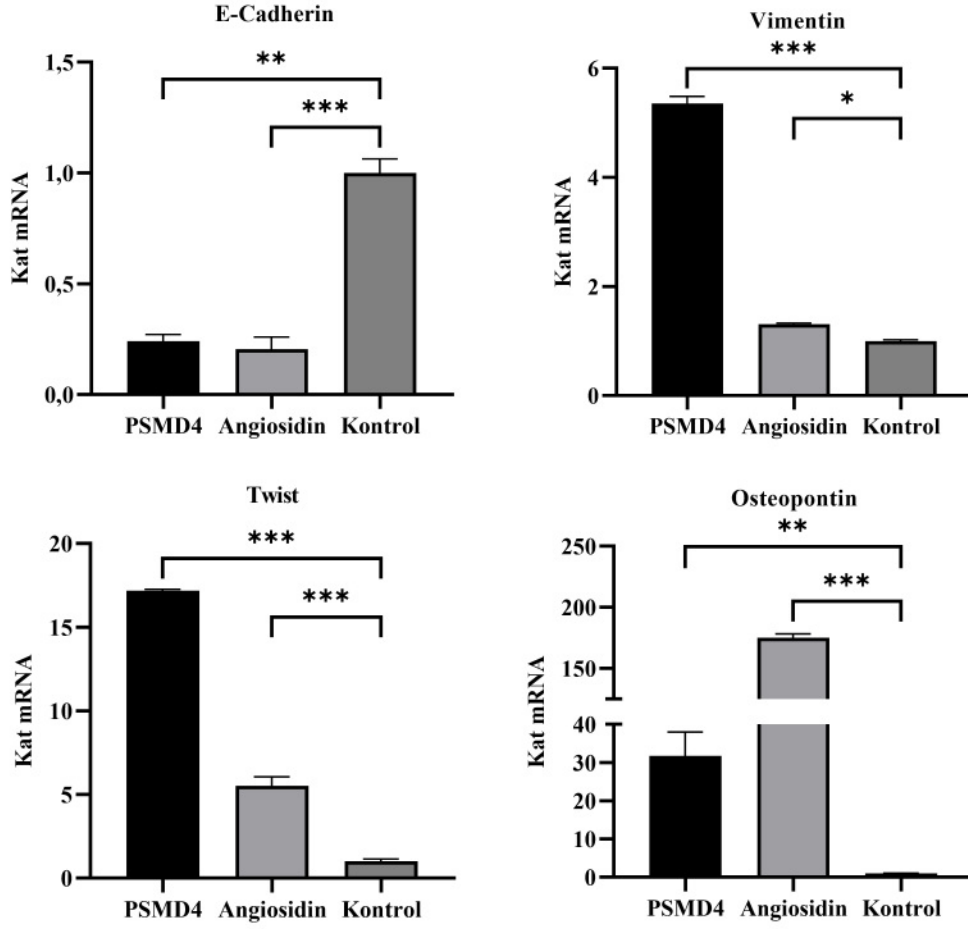 E-Cadherin
**
***
Kat mRNA
1,5
1,0
0,5
0,0
PSMD4 Angiosidin Kontrol
Vimentin
***
*
Kat mRNA
6
4
2
0
PSMD4 Angiosidin Kontrol
Twist
***
***
Kat mRNA
20
15
10
5
0
PSMD4 Angiosidin Kontrol
Osteopontin
**
***
Kat mRNA
250
200
150
40
30
20
10
0
PSMD4 Angiosidin Kontrol